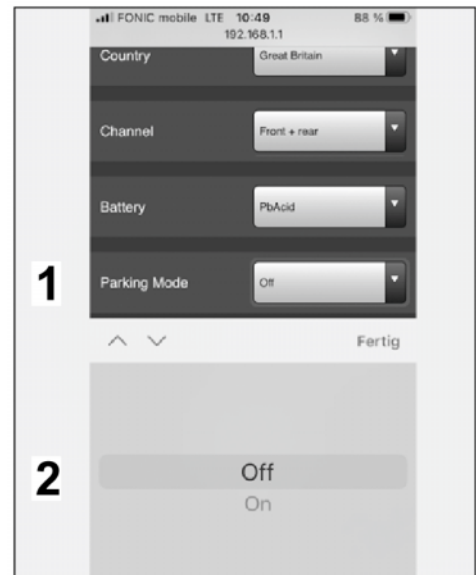 FONIC mobile LTE 10:49 88 %
192.168.1.1
Country Great Britain
Channel Front + rear
Battery PbAcid
1 Parking Mode Off
Fertig
2 Off
On